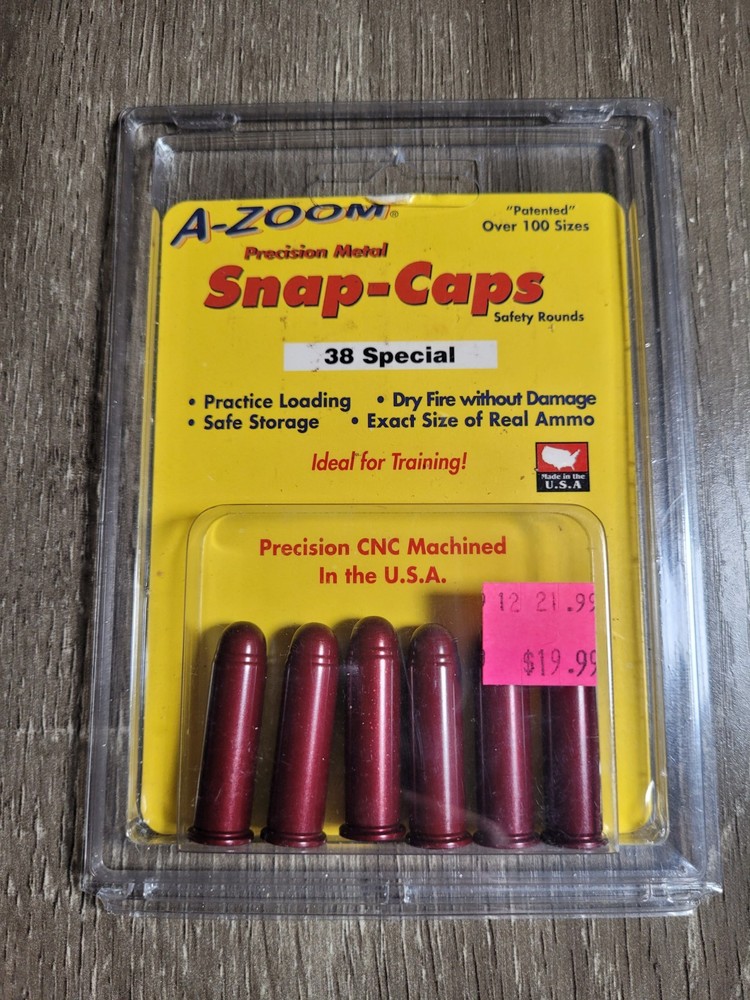 A-ZOOM®
"Patented"
Over 100 Sizes
Precision Metal
Snap-Caps
Safety Rounds
38 Special
• Practice Loading • Dry Fire without Damage
• Safe Storage • Exact Size of Real Ammo
Ideal for Training!
Made in the
U.S.A
Precision CNC Machined
In the U.S.A.
12 21.99
$19.99